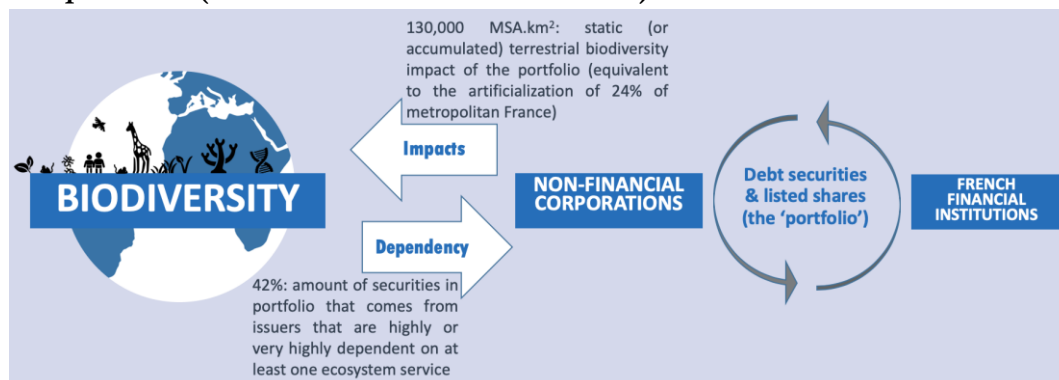 130,000 MSA.km²: static (or
accumulated) terrestrial biodiversity
impact of the portfolio (equivalent
to the artificialization of 24% of
metropolitan France)
Impacts
BIODIVERSITY
NON-FINANCIAL
CORPORATIONS
Debt securities
& listed shares
(the ‘portfolio’)
FRENCH
FINANCIAL
INSTITUTIONS
Dependency
42%: amount of securities in
portfolio that comes from
issuers that are highly or
very highly dependent on at
least one ecosystem service